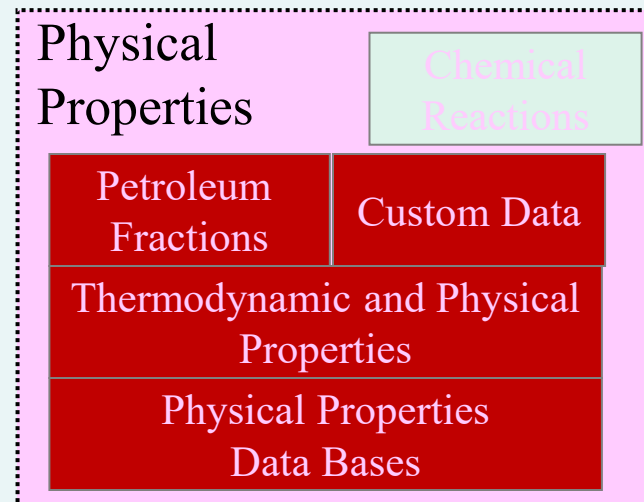 Physical
Properties
Chemical
Reactions
Petroleum
Fractions
Custom Data
Thermodynamic and Physical
Properties
Physical Properties
Data Bases